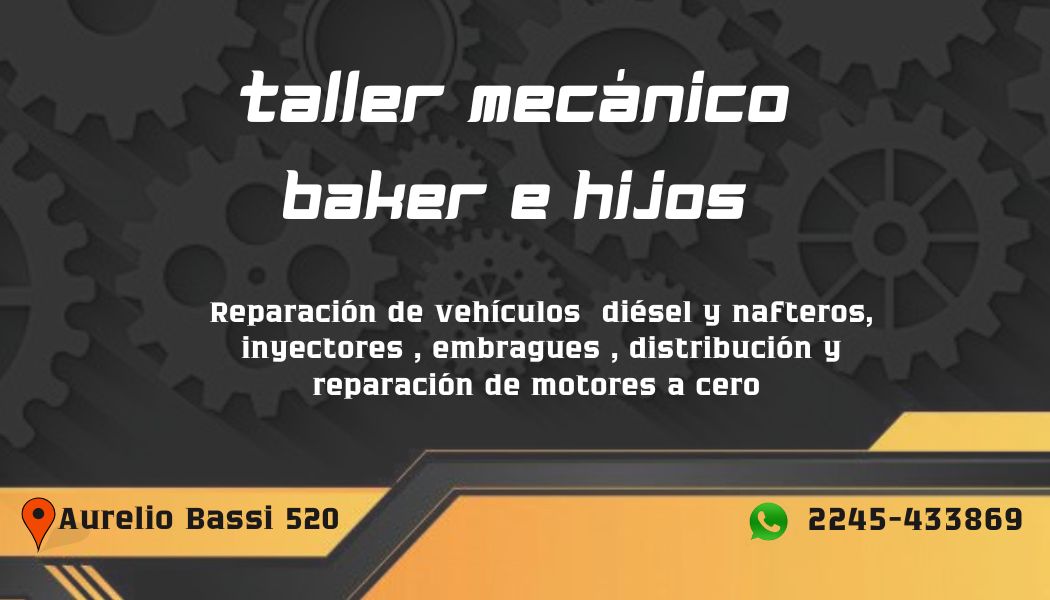 taller mecánico
baker e hijos
Reparación de vehículos diésel y nafteros,
inyectores , embragues , distribución y
reparación de motores a cero
Aurelio Bassi 520
2245-433869